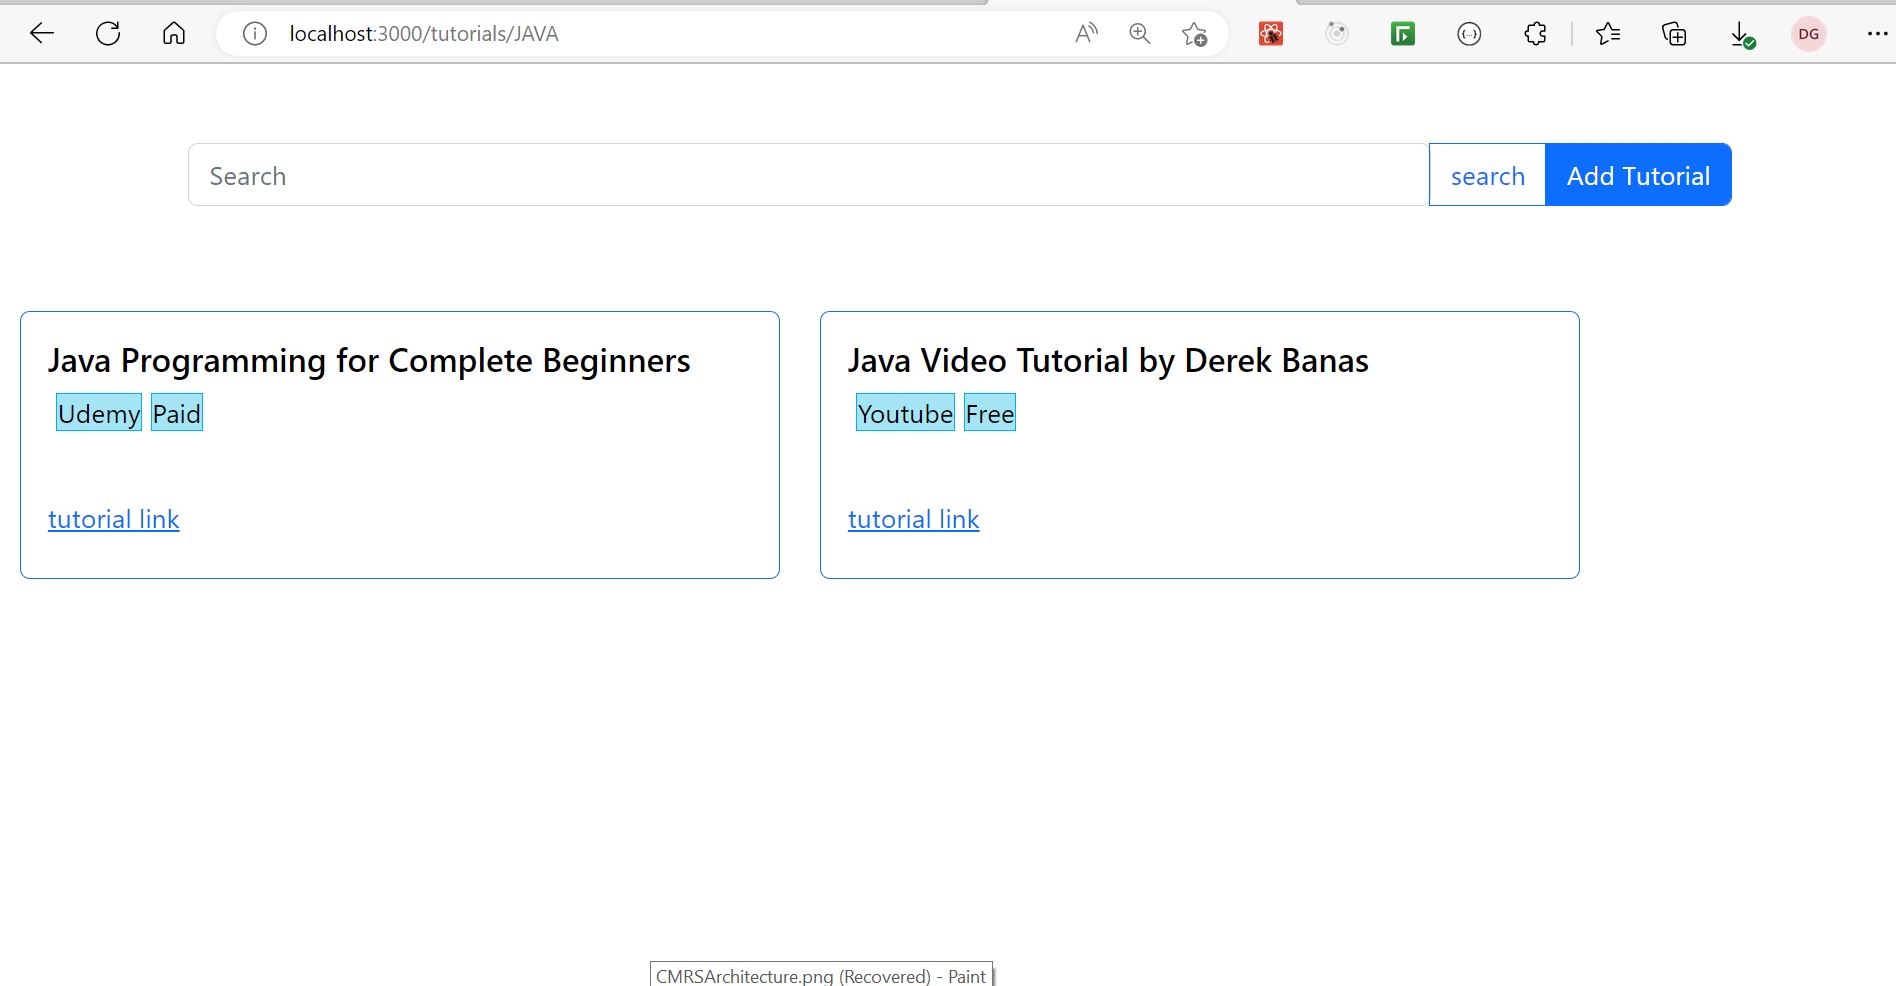 localhost:3000/tutorials/JAVA
DG
Search
search
Add Tutorial
Java Programming for Complete Beginners
Udemy Paid
tutorial link
Java Video Tutorial by Derek Banas
Youtube Free
tutorial link
CMRSArchitecture.png (Recovered) - Paint